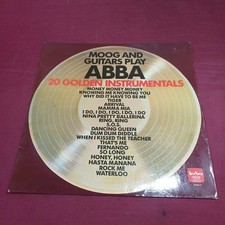 MOOG AND
GUITARS PLAY
ABBA
20 GOLDEN INSTRUMENTALS
MONEY MONEY MONEY
KNOWING ME KNOWING YOU
WHY DID IT HAVE TO BE ME
TIGER
ARRIVAL
MAMMA MIA
I DO, I DO, I DO, I DO, I DO
NINA PRETTY BALLERINA
RING, RING
S.O.S.
DANCING QUEEN
DUM DUM DIDDLE
WHEN I KISSED THE TEACHER
THAT'S ME
FERNANDO
SO LONG
HONEY, HONEY
HASTA MANANA
ROCK ME
WATERLOO